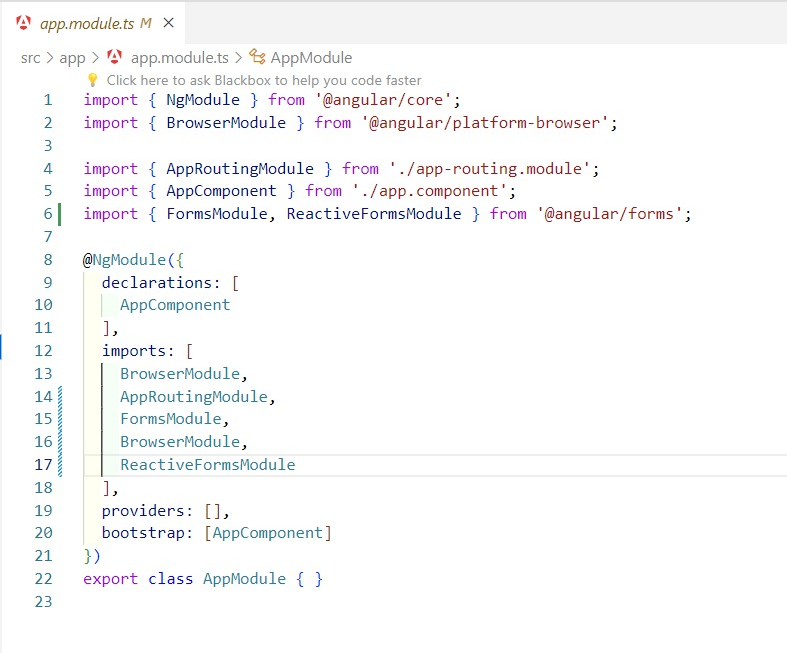 app.module.ts M ×
src > app > app.module.ts > AppModule
Click here to ask Blackbox to help you code faster
1 import { NgModule } from '@angular/core';
2 import { BrowserModule } from '@angular/platform-browser';
3
4 import { AppRoutingModule } from './app-routing.module';
5 import { AppComponent } from './app.component';
6 import { FormsModule, ReactiveFormsModule } from '@angular/forms';
7
8 @NgModule({
9   declarations: [
10     AppComponent
11   ],
12   imports: [
13     BrowserModule,
14     AppRoutingModule,
15     FormsModule,
16     BrowserModule,
17     ReactiveFormsModule
18   ],
19   providers: [],
20   bootstrap: [AppComponent]
21 })
22 export class AppModule { }
23